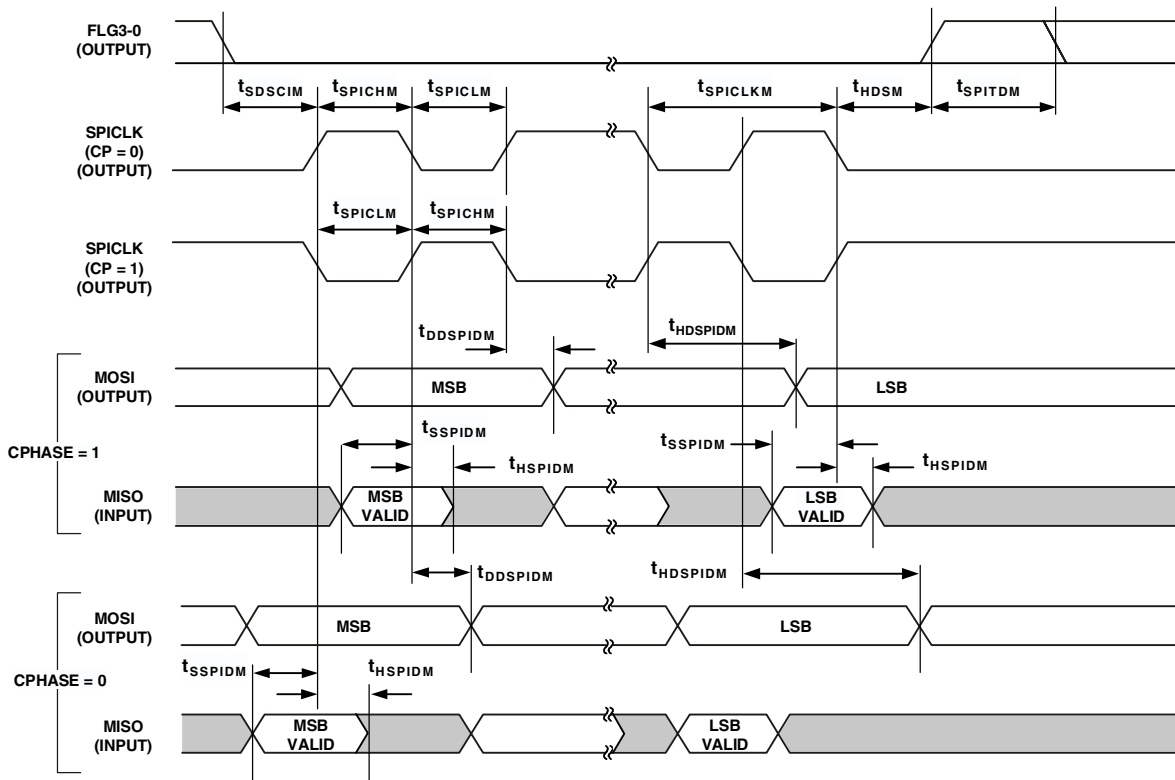 FLG3-0
(OUTPUT)
tSDSCIM tSPICHM tSPICLM tSPICLKM tHDSM tSPITDM
SPICLK
(CP = 0)
(OUTPUT)
tSPICLM tSPICHM
SPICLK
(CP = 1)
(OUTPUT)
tDDSPIDM tHDSPIDM
MOSI
(OUTPUT)
MSB LSB
CPHASE = 1
tSSPIDM tHSPIDM tSSPIDM tHSPIDM
MISO
(INPUT)
MSB
VALID
LSB
VALID
tDDSPIDM tHDSPIDM
MOSI
(OUTPUT)
MSB LSB
CPHASE = 0
tSSPIDM tHSPIDM
MISO
(INPUT)
MSB
VALID
LSB
VALID